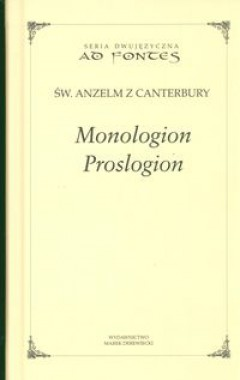 SERIA DWUJĘZYCZNA
AD FONTES
ŚW. ANZELM Z CANTERBURY
Monologion
Proslogion
WYDAWNICTWO
MAREK DEREWIECKI